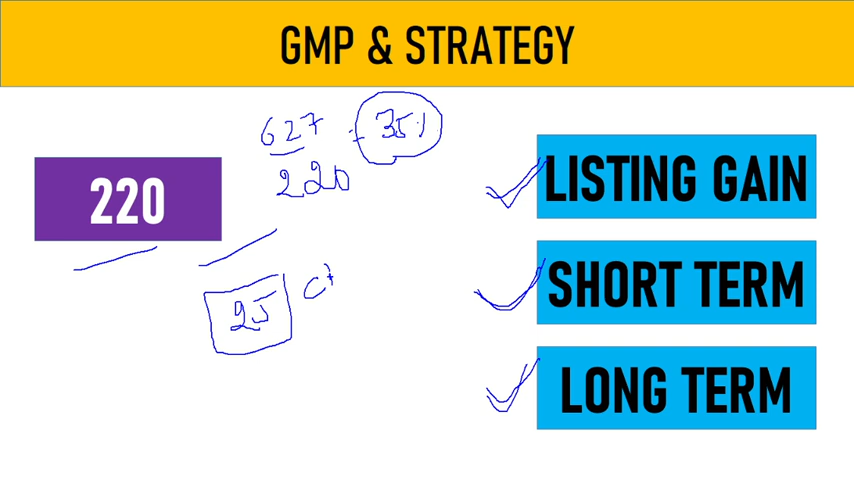 GMP & STRATEGY
627 = 35%
220
220
25
LISTING GAIN
SHORT TERM
LONG TERM